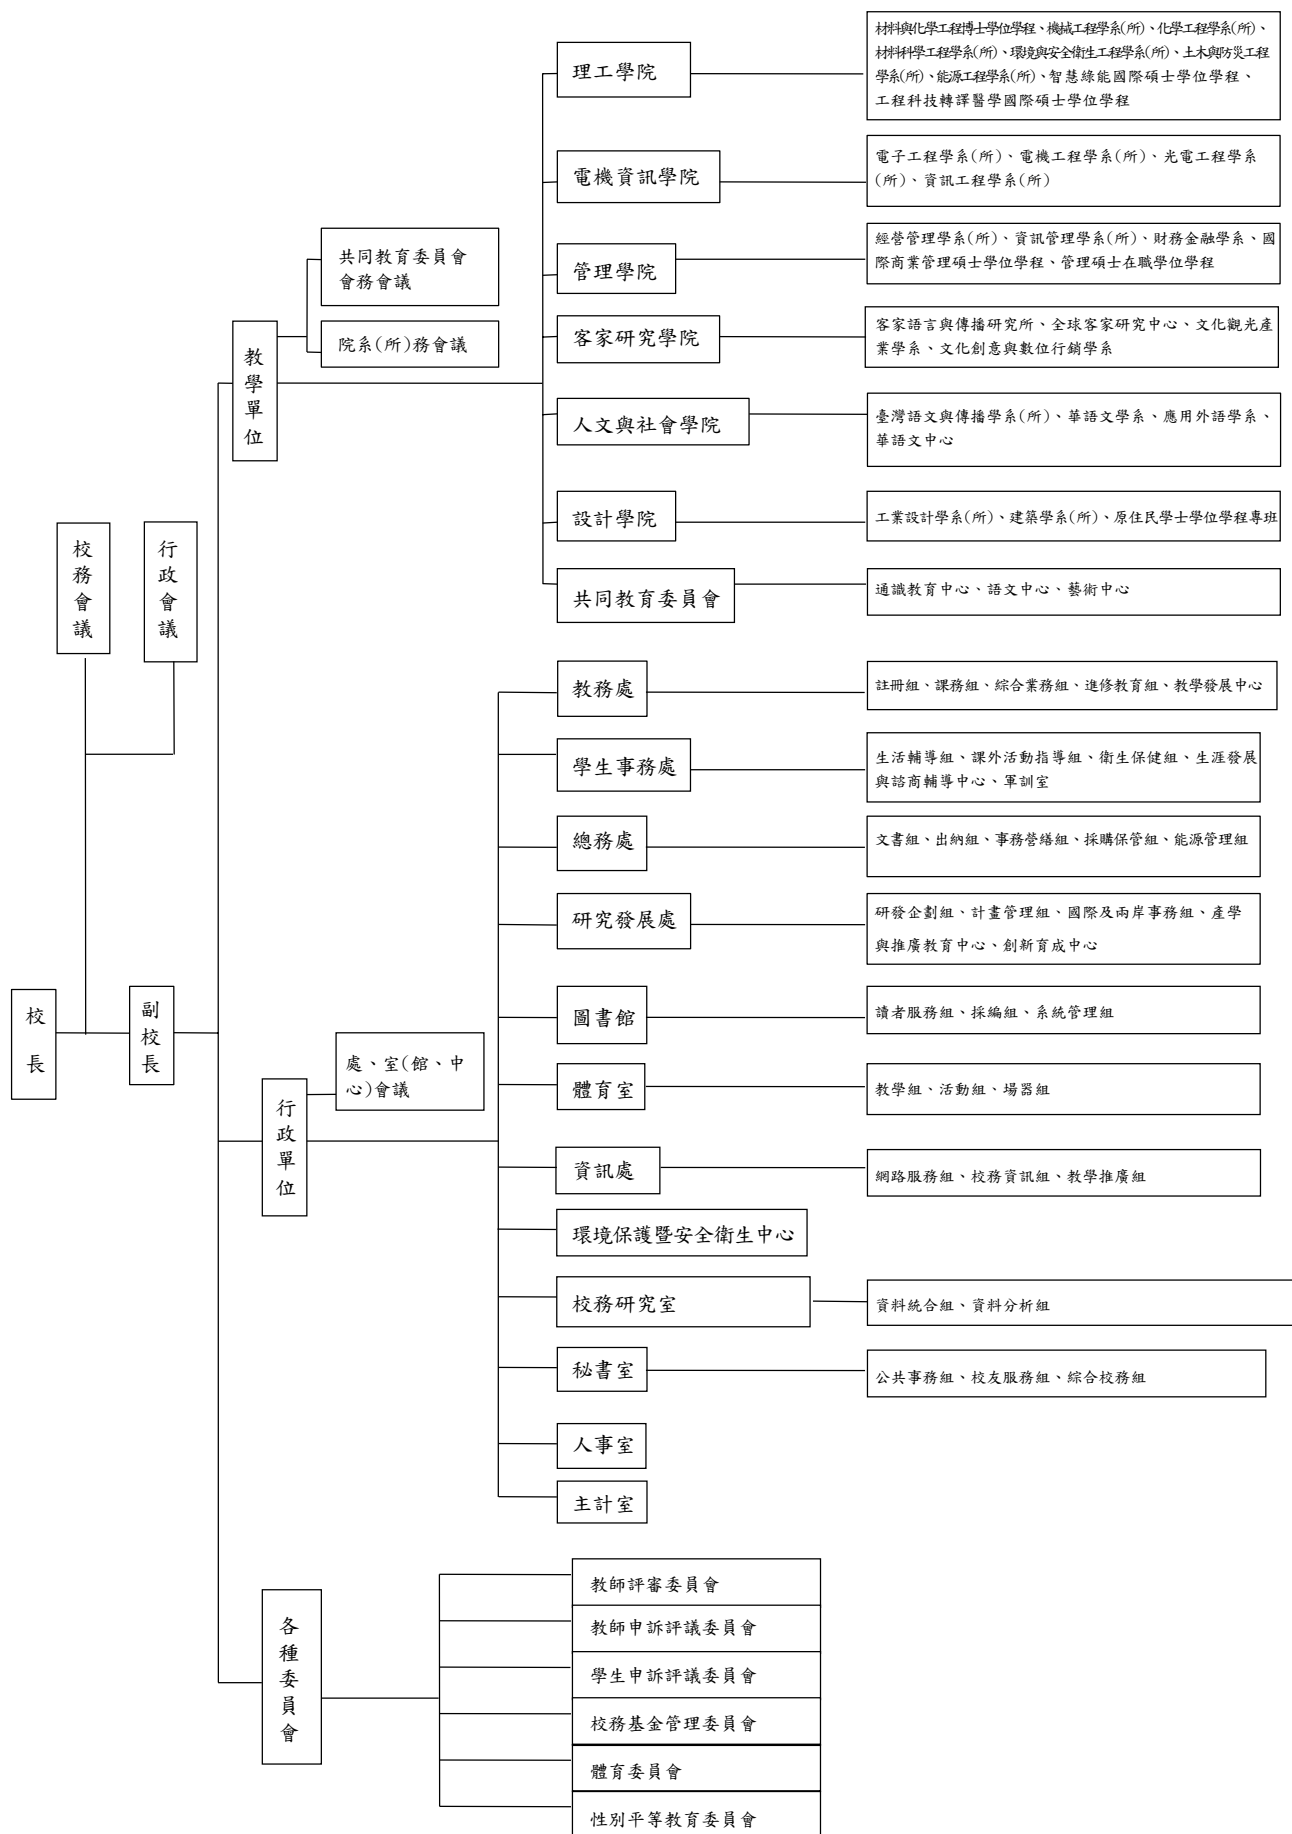 材料與化學工程博士學位學程、機械工程學系(所)、化學工程學系(所)、
材料科學工程學系(所)、環境與安全衛生工程學系(所)、土木與防災工程
學系(所)、能源工程學系(所)、智慧綠能國際碩士學位學程、
工程科技轉譯醫學國際碩士學位學程
理工學院
電機資訊學院
電子工程學系(所)、電機工程學系(所)、光電工程學系
(所)、資訊工程學系(所)
管理學院
經營管理學系(所)、資訊管理學系(所)、財務金融學系、國
際商業管理碩士學位學程、管理碩士在職學位學程
共同教育委員會
會務會議
院系(所)務會議
教學單位
客家研究學院
客家語言與傳播研究所、全球客家研究中心、文化觀光產
業學系、文化創意與數位行銷學系
人文與社會學院
臺灣語文與傳播學系(所)、華語文學系、應用外語學系、
華語文中心
設計學院
工業設計學系(所)、建築學系(所)、原住民學士學位學程專班
共同教育委員會
通識教育中心、語文中心、藝術中心
校務會議
行政會議
教務處
註冊組、課務組、綜合業務組、進修教育組、教學發展中心
學生事務處
生活輔導組、課外活動指導組、衛生保健組、生涯發展
與諮商輔導中心、軍訓室
總務處
文書組、出納組、事務營繕組、採購保管組、能源管理組
研究發展處
研發企劃組、計畫管理組、國際及兩岸事務組、產學
與推廣教育中心、創新育成中心
校長
副校長
圖書館
讀者服務組、採編組、系統管理組
處、室(館、中
心)會議
行政單位
體育室
教學組、活動組、場器組
資訊處
網路服務組、校務資訊組、教學推廣組
環境保護暨安全衛生中心
校務研究室
資料統合組、資料分析組
秘書室
公共事務組、校友服務組、綜合校務組
人事室
主計室
各種委員會
教師評審委員會
教師申訴評議委員會
學生申訴評議委員會
校務基金管理委員會
體育委員會
性別平等教育委員會